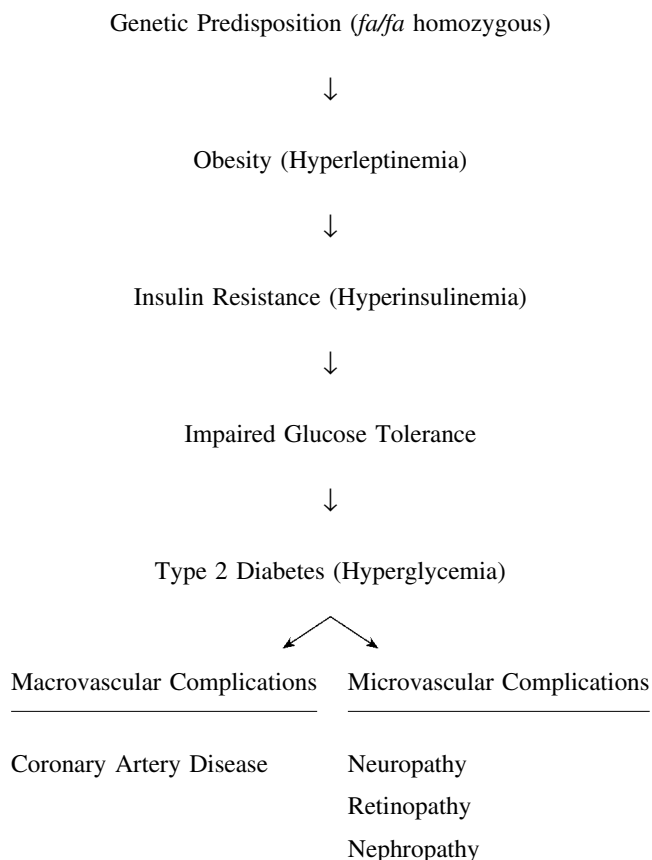 Genetic Predisposition (fa/fa homozygous)
↓
Obesity (Hyperleptinemia)
↓
Insulin Resistance (Hyperinsulinemia)
↓
Impaired Glucose Tolerance
↓
Type 2 Diabetes (Hyperglycemia)
Macrovascular Complications Microvascular Complications
Coronary Artery Disease Neuropathy
Retinopathy
Nephropathy